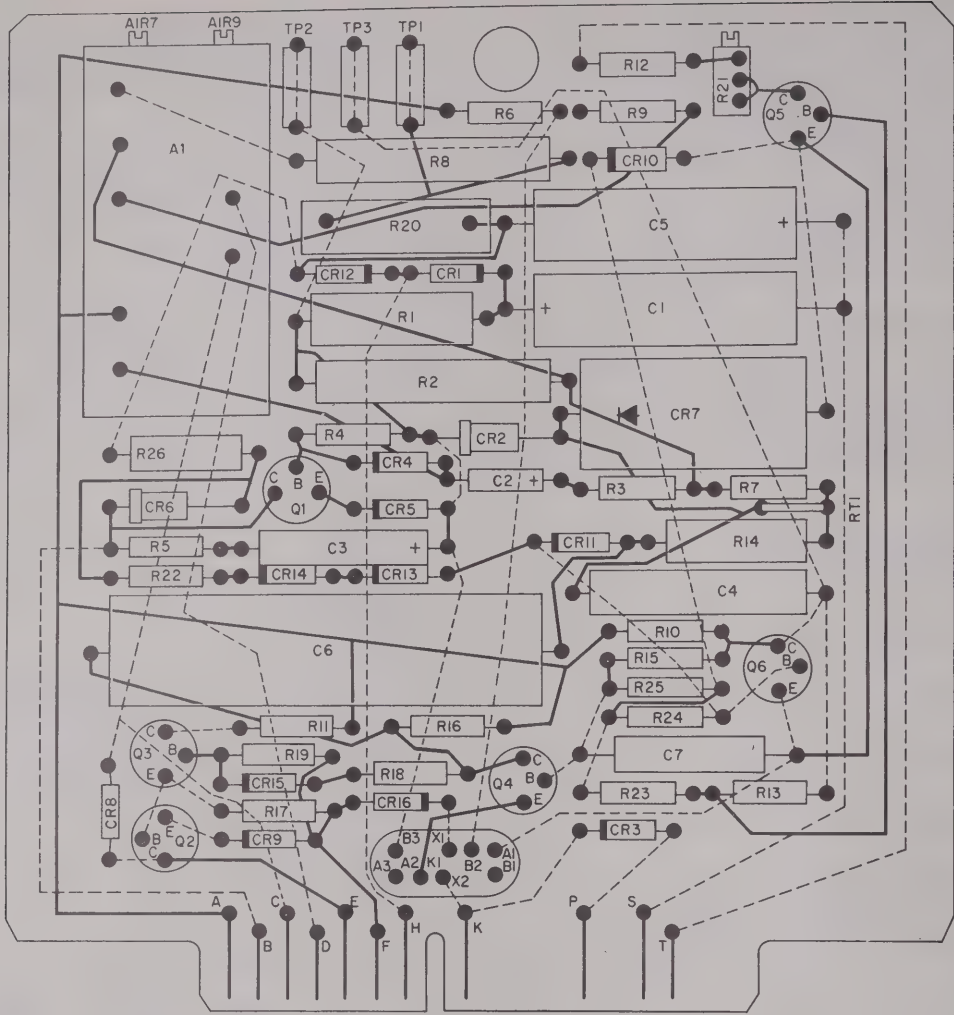 AIR7 AIR9 TP2 TP3 TP1
R12
R21
C
B
Q5
E
R6 R9
A1
R8
CR10
R20
C5 +
CR12 CR1
R1
+ C1
R2
CR7
R4
CR2
R26
CR4
C2 +
R3 R7
C B E
Q1
CR6
CR5
RT1
R5
C3 +
CR11
R14
R22 CR14 CR13
C4
R10
C6
R15
C
B
Q6
E
R25
R24
R11 R16
C
Q3 B
E
R19
C7
CR15
R18
C
Q4 B
E
R23 R13
CR8
R17
CR16
E
B Q2
C
CR9
CR3
B3 X1 A1
A2 K1 B2 B1
A3 X2
A C E H K P S
B D F T